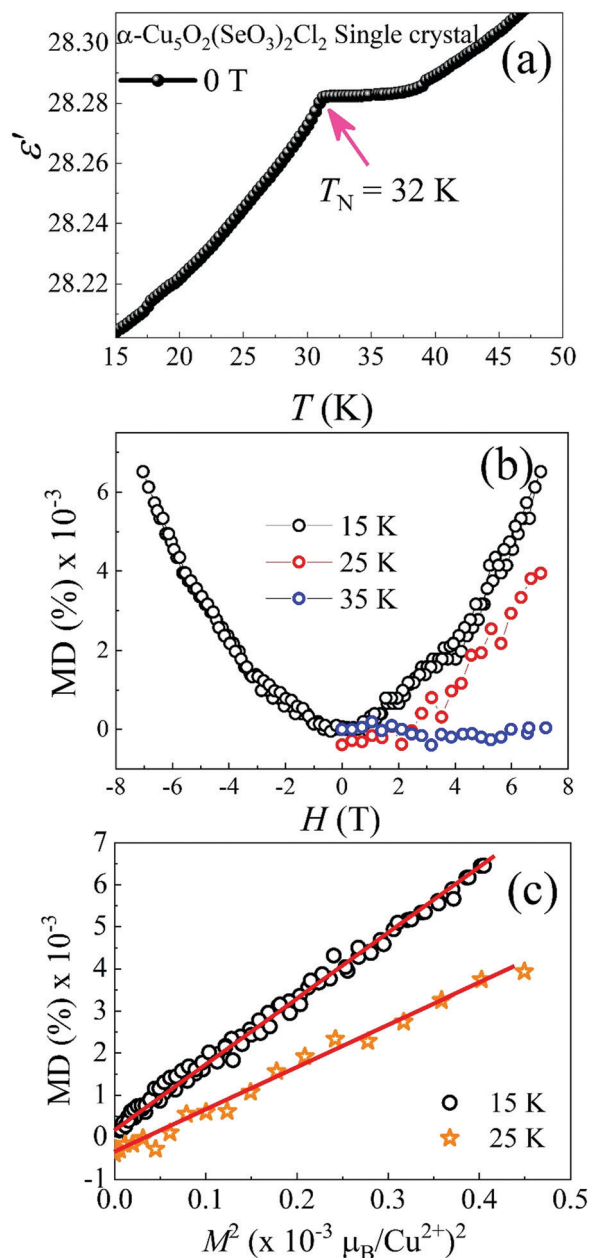 28.30
28.28
28.26
28.24
28.22
ε'
α-Cu₅O₂(SeO₃)₂Cl₂ Single crystal
(a)
0 T
T_N = 32 K
15 20 25 30 35 40 45 50
T (K)
(b)
6
4
2
0
MD (%) x 10⁻³
15 K
25 K
35 K
-8 -6 -4 -2 0 2 4 6 8
H (T)
(c)
7
6
5
4
3
2
1
0
-1
MD (%) x 10⁻³
15 K
25 K
0.0 0.1 0.2 0.3 0.4 0.5
M² (x 10⁻³ μ_B/Cu²⁺)²